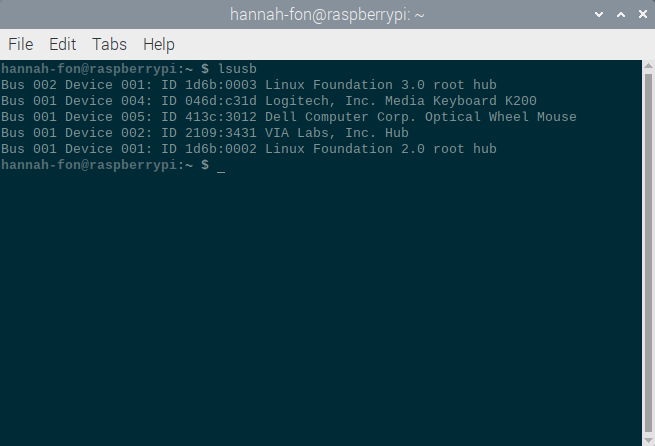 hannah-fon@raspberrypi: ~
File Edit Tabs Help
hannah-fon@raspberrypi:~ $ lsusb
Bus 002 Device 001: ID 1d6b:0003 Linux Foundation 3.0 root hub
Bus 001 Device 004: ID 046d:c31d Logitech, Inc. Media Keyboard K200
Bus 001 Device 005: ID 413c:3012 Dell Computer Corp. Optical Wheel Mouse
Bus 001 Device 002: ID 2109:3431 VIA Labs, Inc. Hub
Bus 001 Device 001: ID 1d6b:0002 Linux Foundation 2.0 root hub
hannah-fon@raspberrypi:~ $ _